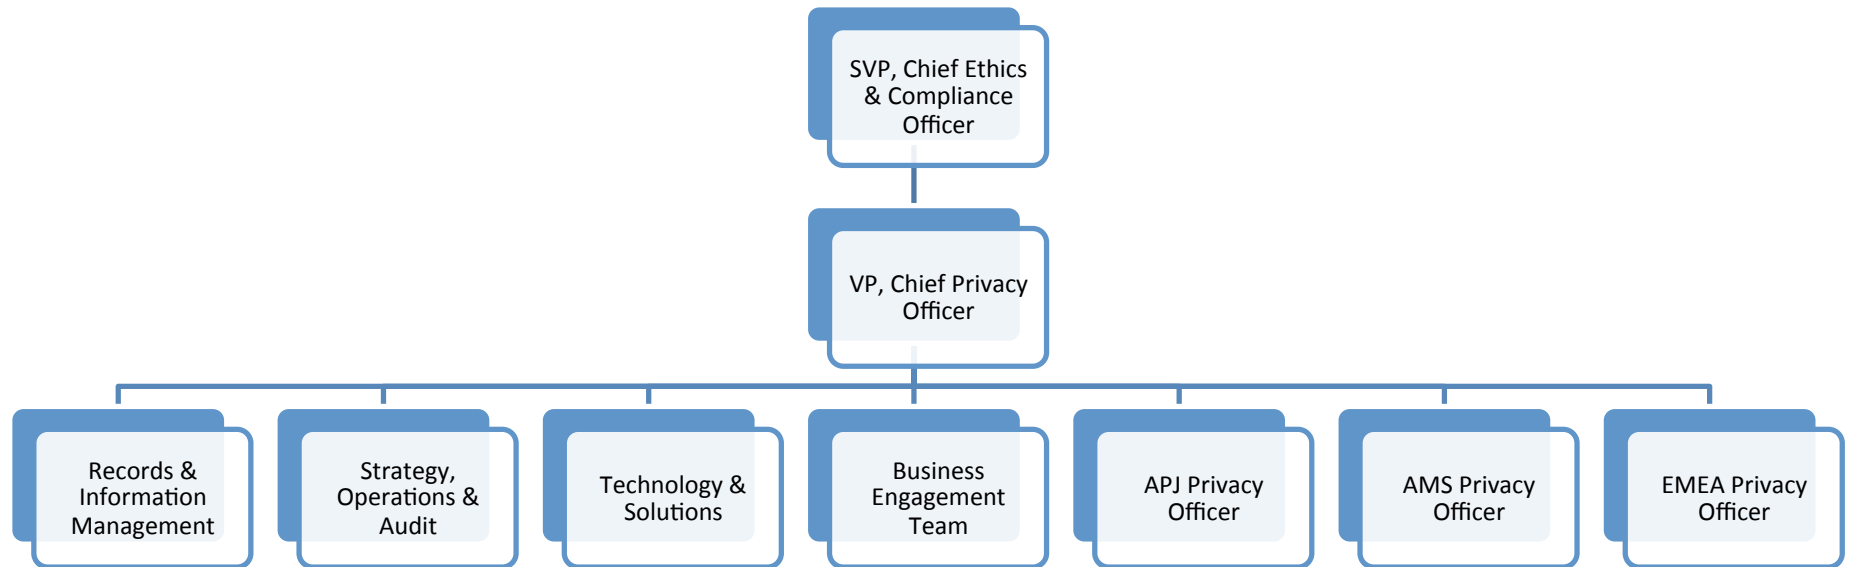 SVP, Chief Ethics
& Compliance
Officer
VP, Chief Privacy
Officer
Records &
Information
Management
Strategy,
Operations &
Audit
Technology &
Solutions
Business
Engagement
Team
APJ Privacy
Officer
AMS Privacy
Officer
EMEA Privacy
Officer